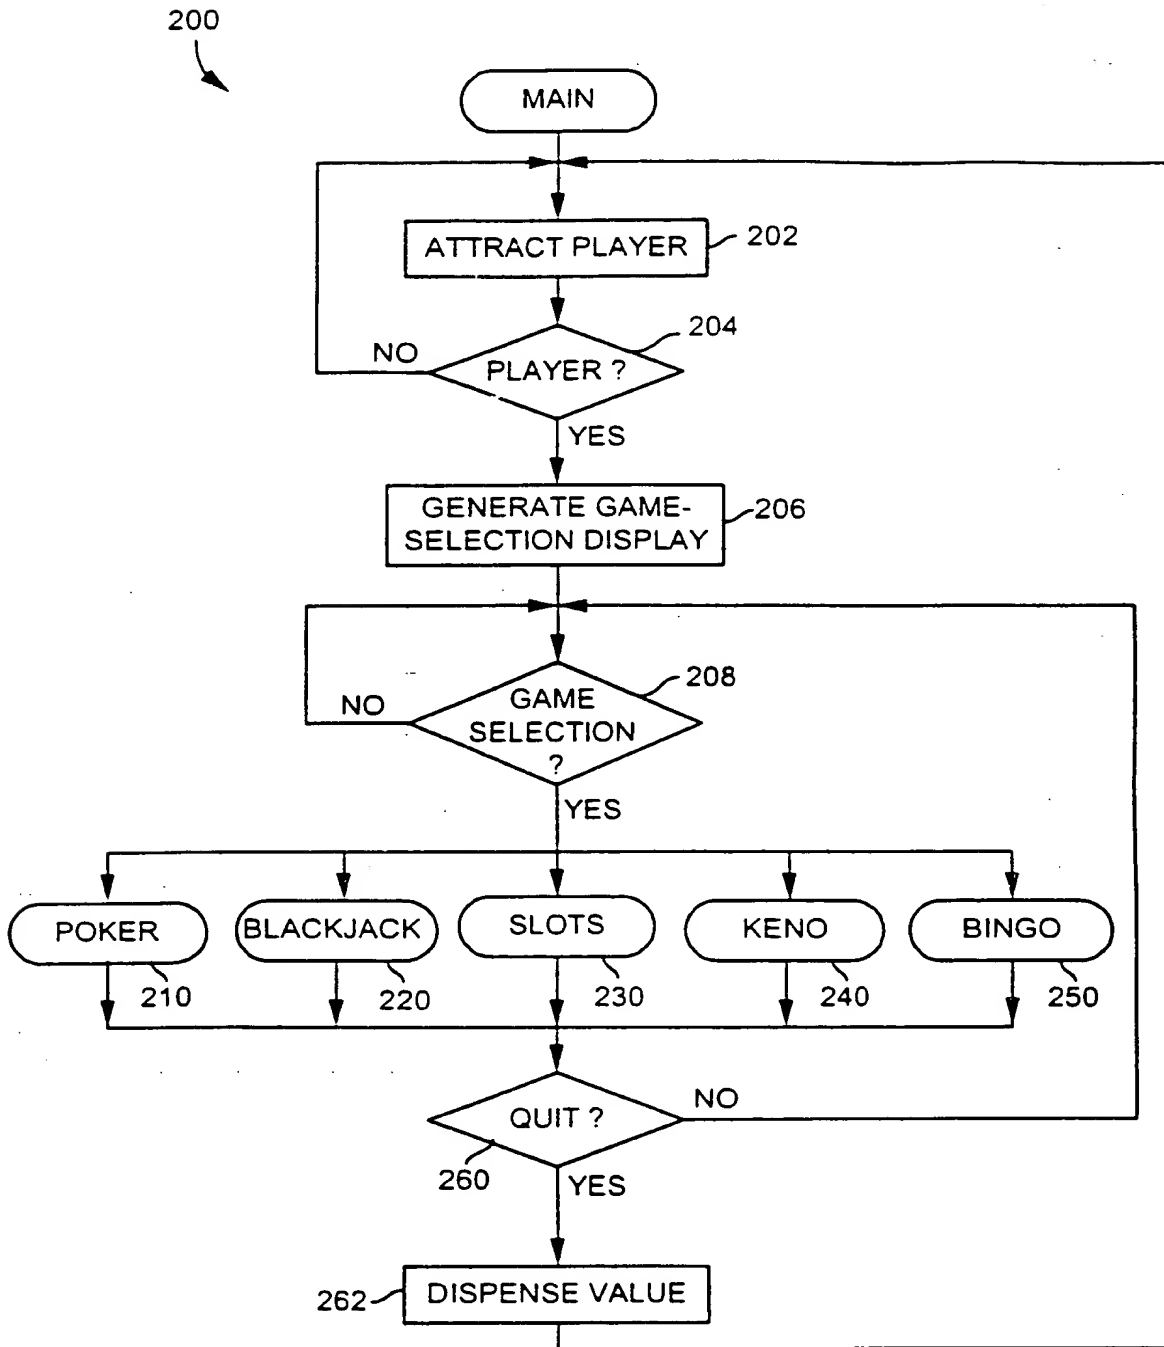 200
MAIN
ATTRACT PLAYER
202
204
NO
PLAYER ?
YES
GENERATE GAME-
SELECTION DISPLAY
206
208
NO
GAME
SELECTION
?
YES
POKER
BLACKJACK
SLOTS
KENO
BINGO
210
220
230
240
250
QUIT ?
NO
260
YES
262
DISPENSE VALUE